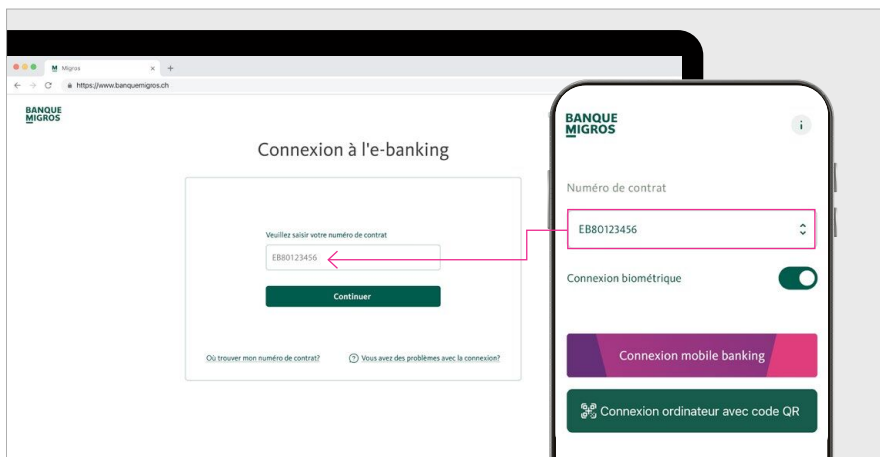 M Migros
https://www.banquemigros.ch
BANQUE
MIGROS
Connexion à l'e-banking
Veuillez saisir votre numéro de contrat
EB80123456
Continuer
Où trouver mon numéro de contrat?
? Vous avez des problèmes avec la connexion?
BANQUE
MIGROS
i
Numéro de contrat
EB80123456
Connexion biométrique
Connexion mobile banking
Connexion ordinateur avec code QR